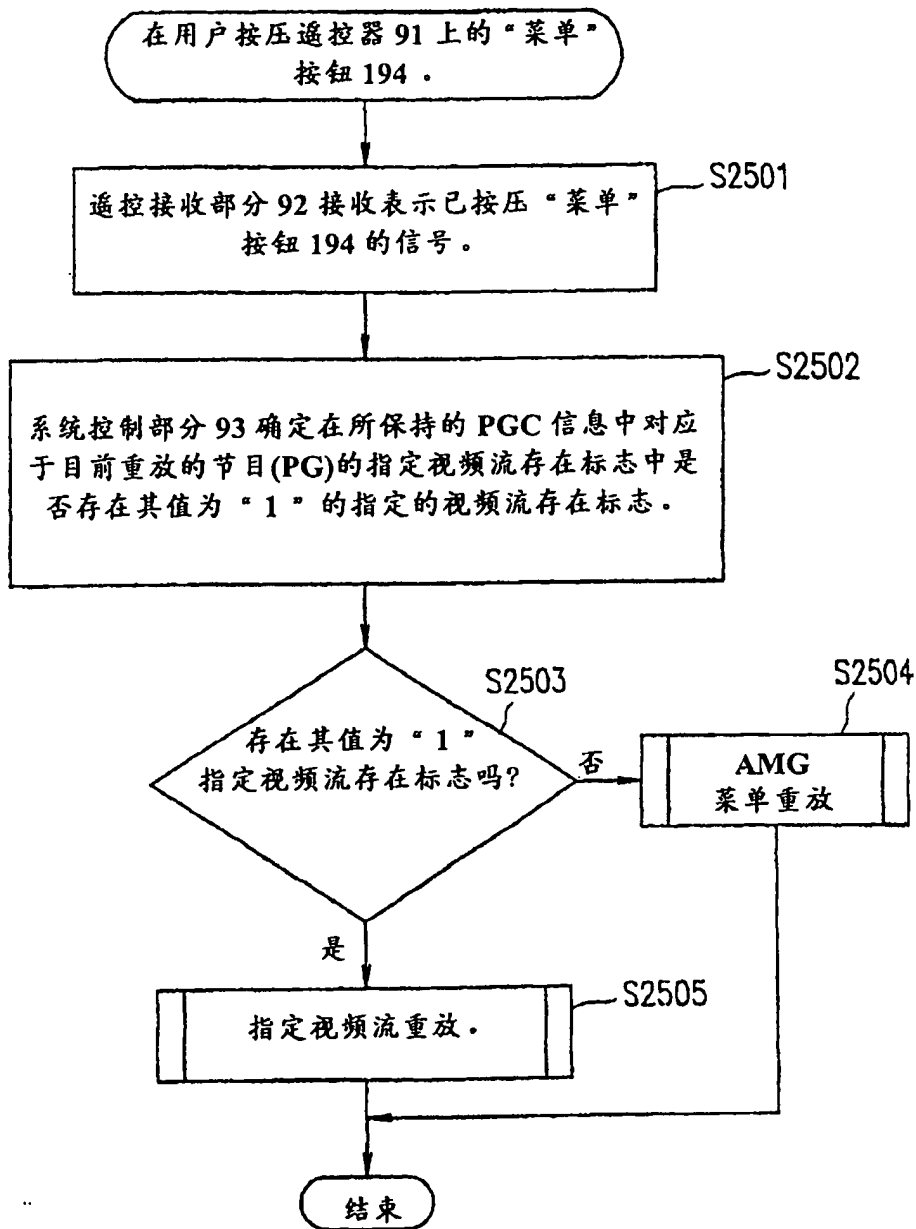 在用户按压遥控器 91 上的“菜单”
按钮 194 。
遥控接收部分 92 接收表示已按压“菜单”
按钮 194 的信号。
S2501
系统控制部分 93 确定在所保持的 PGC 信息中对应
于目前重放的节目(PG)的指定视频流存在标志中是
否存在其值为“1”的指定的视频流存在标志。
S2502
存在其值为“1”
指定视频流存在标志吗?
S2503
否
AMG
菜单重放
S2504
是
指定视频流重放。
S2505
结束